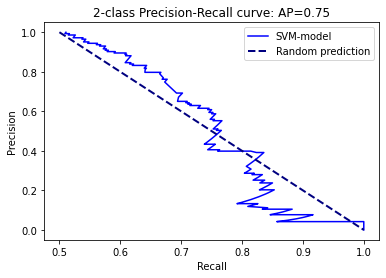 2-class Precision-Recall curve: AP=0.75
SVM-model
Random prediction
Precision
1.0
0.8
0.6
0.4
0.2
0.0
0.5
0.6
0.7
0.8
0.9
1.0
Recall